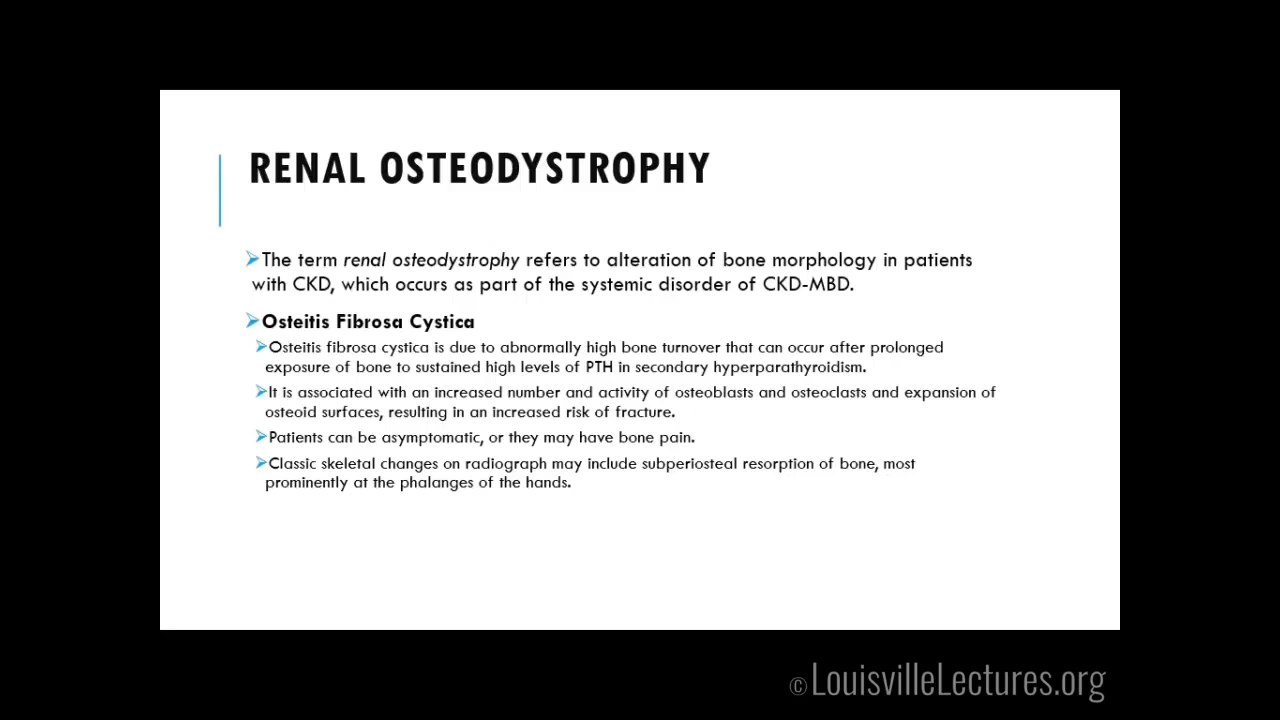 RENAL OSTEODYSTROPHY
➢The term renal osteodystrophy refers to alteration of bone morphology in patients
with CKD, which occurs as part of the systemic disorder of CKD-MBD.
➢Osteitis Fibrosa Cystica
➢Osteitis fibrosa cystica is due to abnormally high bone turnover that can occur after prolonged
exposure of bone to sustained high levels of PTH in secondary hyperparathyroidism.
➢It is associated with an increased number and activity of osteoblasts and osteoclasts and expansion of
osteoid surfaces, resulting in an increased risk of fracture.
➢Patients can be asymptomatic, or they may have bone pain.
➢Classic skeletal changes on radiograph may include subperiosteal resorption of bone, most
prominently at the phalanges of the hands.
© LouisvilleLectures.org